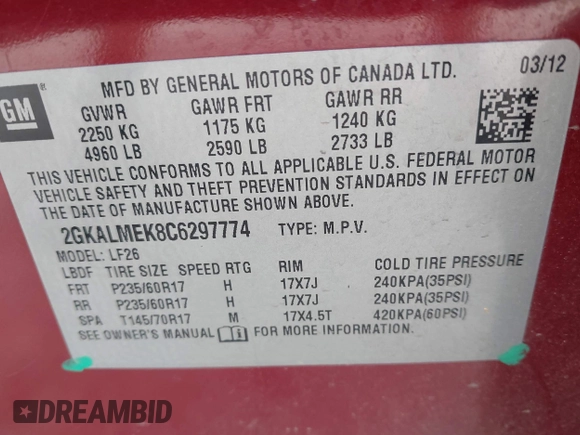 GM
MFD BY GENERAL MOTORS OF CANADA LTD.
03/12
GVWR GAWR FRT GAWR RR
2250 KG 1175 KG 1240 KG
4960 LB 2590 LB 2733 LB
THIS VEHICLE CONFORMS TO ALL APPLICABLE U.S. FEDERAL MOTOR
VEHICLE SAFETY AND THEFT PREVENTION STANDARDS IN EFFECT ON
THE DATE OF MANUFACTURE SHOWN ABOVE.
2GKALMEK8C6297774 TYPE: M.P.V.
MODEL: LF26
LBDF TIRE SIZE SPEED RTG RIM COLD TIRE PRESSURE
FRT P235/60R17 H 17X7J 240KPA(35PSI)
RR P235/60R17 H 17X7J 240KPA(35PSI)
SPA T145/70R17 M 17X4.5T 420KPA(60PSI)
SEE OWNER'S MANUAL FOR MORE INFORMATION.
DREAMBID